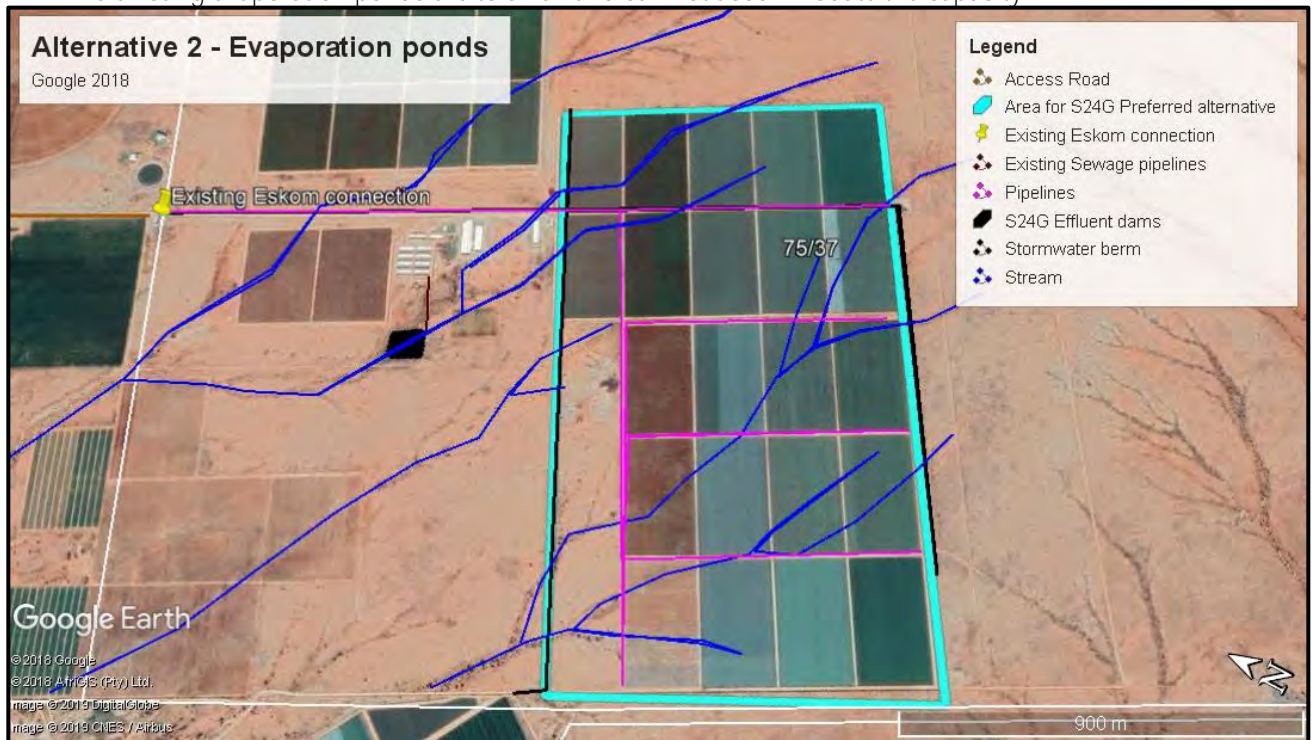 Alternative 2 - Evaporation ponds
Google 2018
Legend
Access Road
Area for S24G Preferred alternative
Existing Eskom connection
Existing Sewage pipelines
Pipelines
S24G Effluent dams
Stormwater berm
Stream
Existing Eskom connection
75/37
Google Earth
© 2018 Google
© 2018 AfriGIS (Pty) Ltd.
mage © 2019 DigitalGlobe
mage © 2019 CNES / Airbus
N
900 m